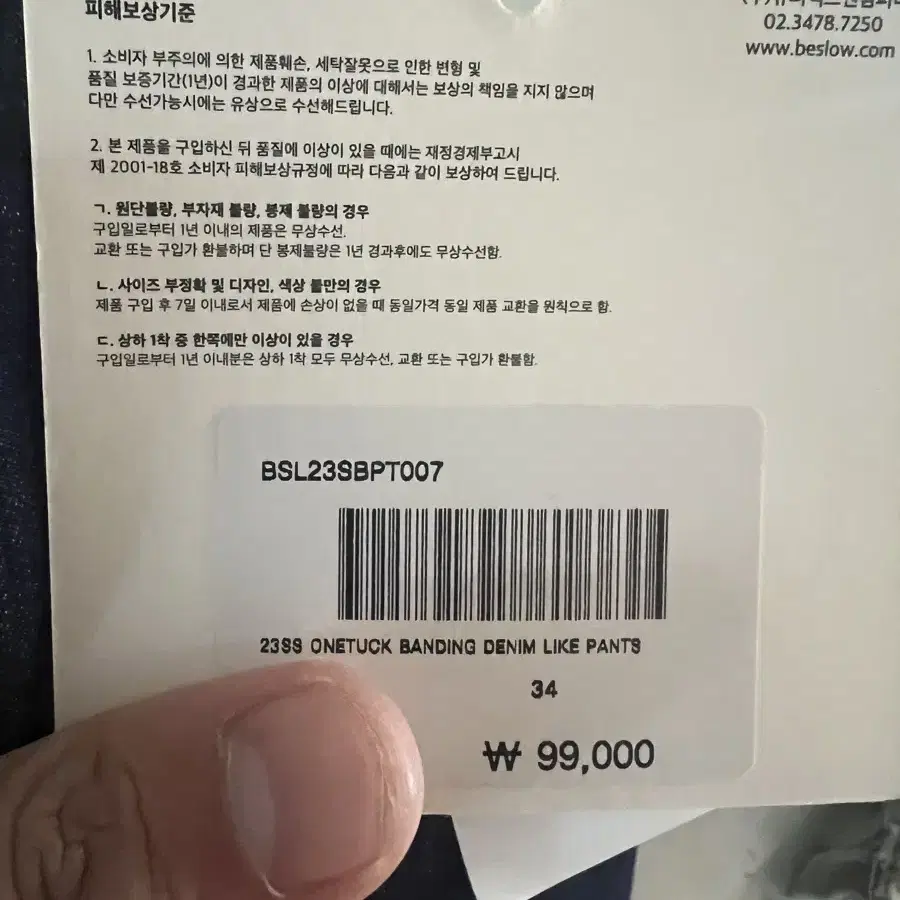 피해보상기준
02.3478.7250
www.beslow.com
1. 소비자 부주의에 의한 제품훼손, 세탁잘못으로 인한 변형 및
품질 보증기간(1년)이 경과한 제품의 이상에 대해서는 보상의 책임을 지지 않으며
다만 수선가능시에는 유상으로 수선해드립니다.
2. 본 제품을 구입하신 뒤 품질에 이상이 있을 때에는 재정경제부고시
제 2001-18호 소비자 피해보상규정에 따라 다음과 같이 보상하여 드립니다.
ㄱ. 원단불량, 부자재 불량, 봉제 불량의 경우
구입일로부터 1년 이내의 제품은 무상수선.
교환 또는 구입가 환불하며 단 봉제불량은 1년 경과후에도 무상수선함.
ㄴ. 사이즈 부정확 및 디자인, 색상 불만의 경우
제품 구입 후 7일 이내로서 제품에 손상이 없을 때 동일가격 동일 제품 교환을 원칙으로 함.
ㄷ. 상하 1착 중 한쪽에만 이상이 있을 경우
구입일로부터 1년 이내분은 상하 1착 모두 무상수선, 교환 또는 구입가 환불함.
BSL23SBPT007
23SS ONETUCK BANDING DENIM LIKE PANTS
34
₩ 99,000